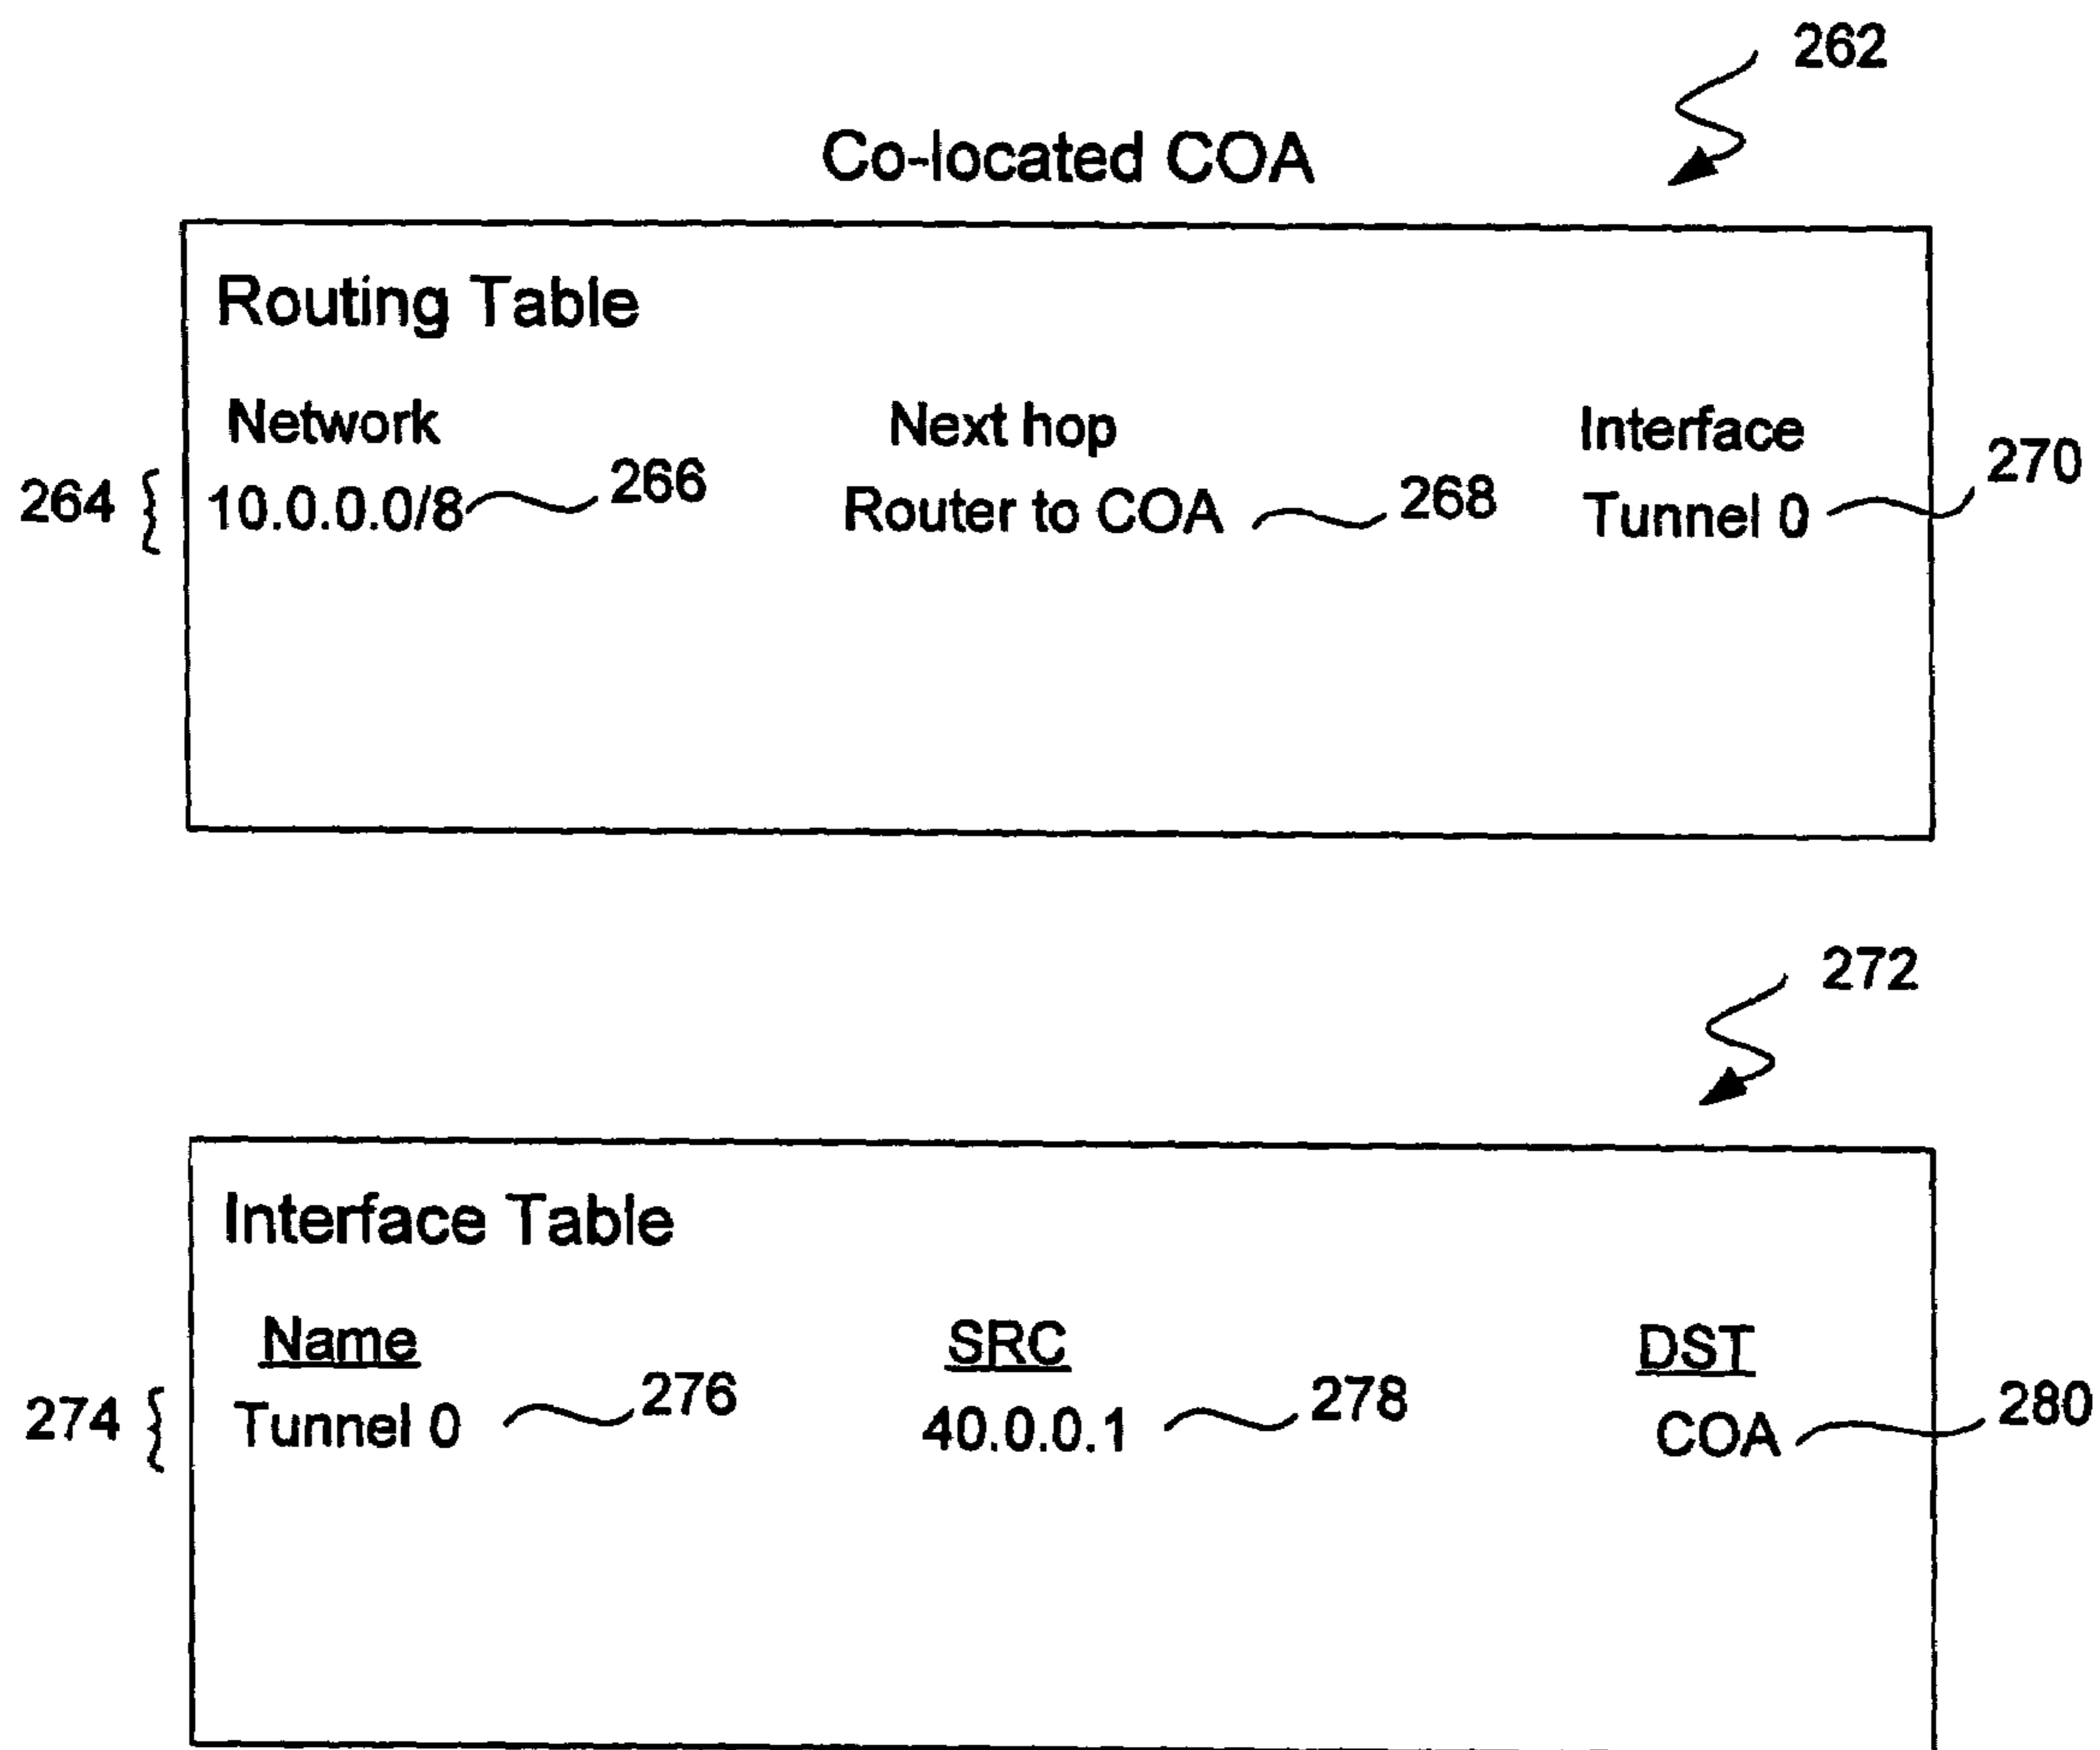 262
Co-located COA
Routing Table
Network Next hop Interface
264 10.0.0.0/8 266 Router to COA 268 Tunnel 0 270
272
Interface Table
Name SRC DST
274 Tunnel 0 276 40.0.0.1 278 COA 280